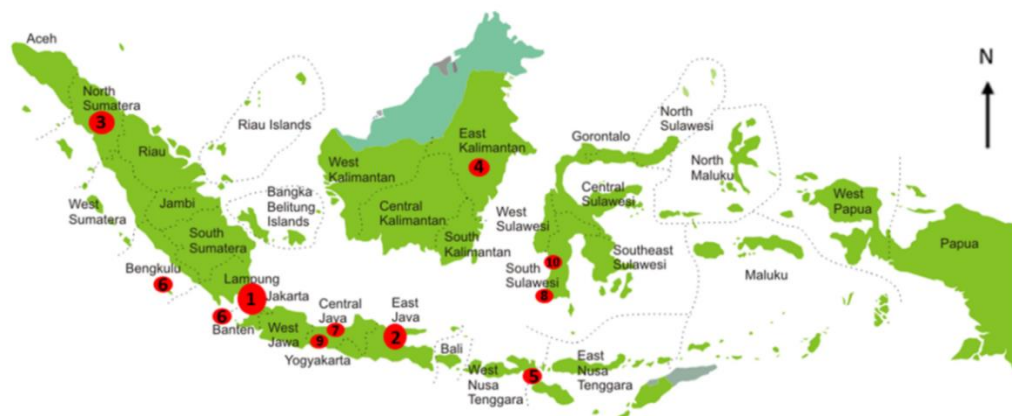 Aceh
N
North
Sumatera
3
Riau
Riau Islands
West
Sumatera
Jambi
South
Sumatera
Bangka
Belitung
Islands
Bengkulu
6
Lampung
1
Jakarta
6
Banten
West
Jawa
Central
Java
7
9
Yogyakarta
East
Java
2
Bali
West
Nusa
Tenggara
5
East
Nusa
Tenggara
West
Kalimantan
Central
Kalimantan
East
Kalimantan
4
South
Kalimantan
Gorontalo
North
Sulawesi
Central
Sulawesi
West
Sulawesi
10
South
Sulawesi
8
Southeast
Sulawesi
North
Maluku
Maluku
West
Papua
Papua